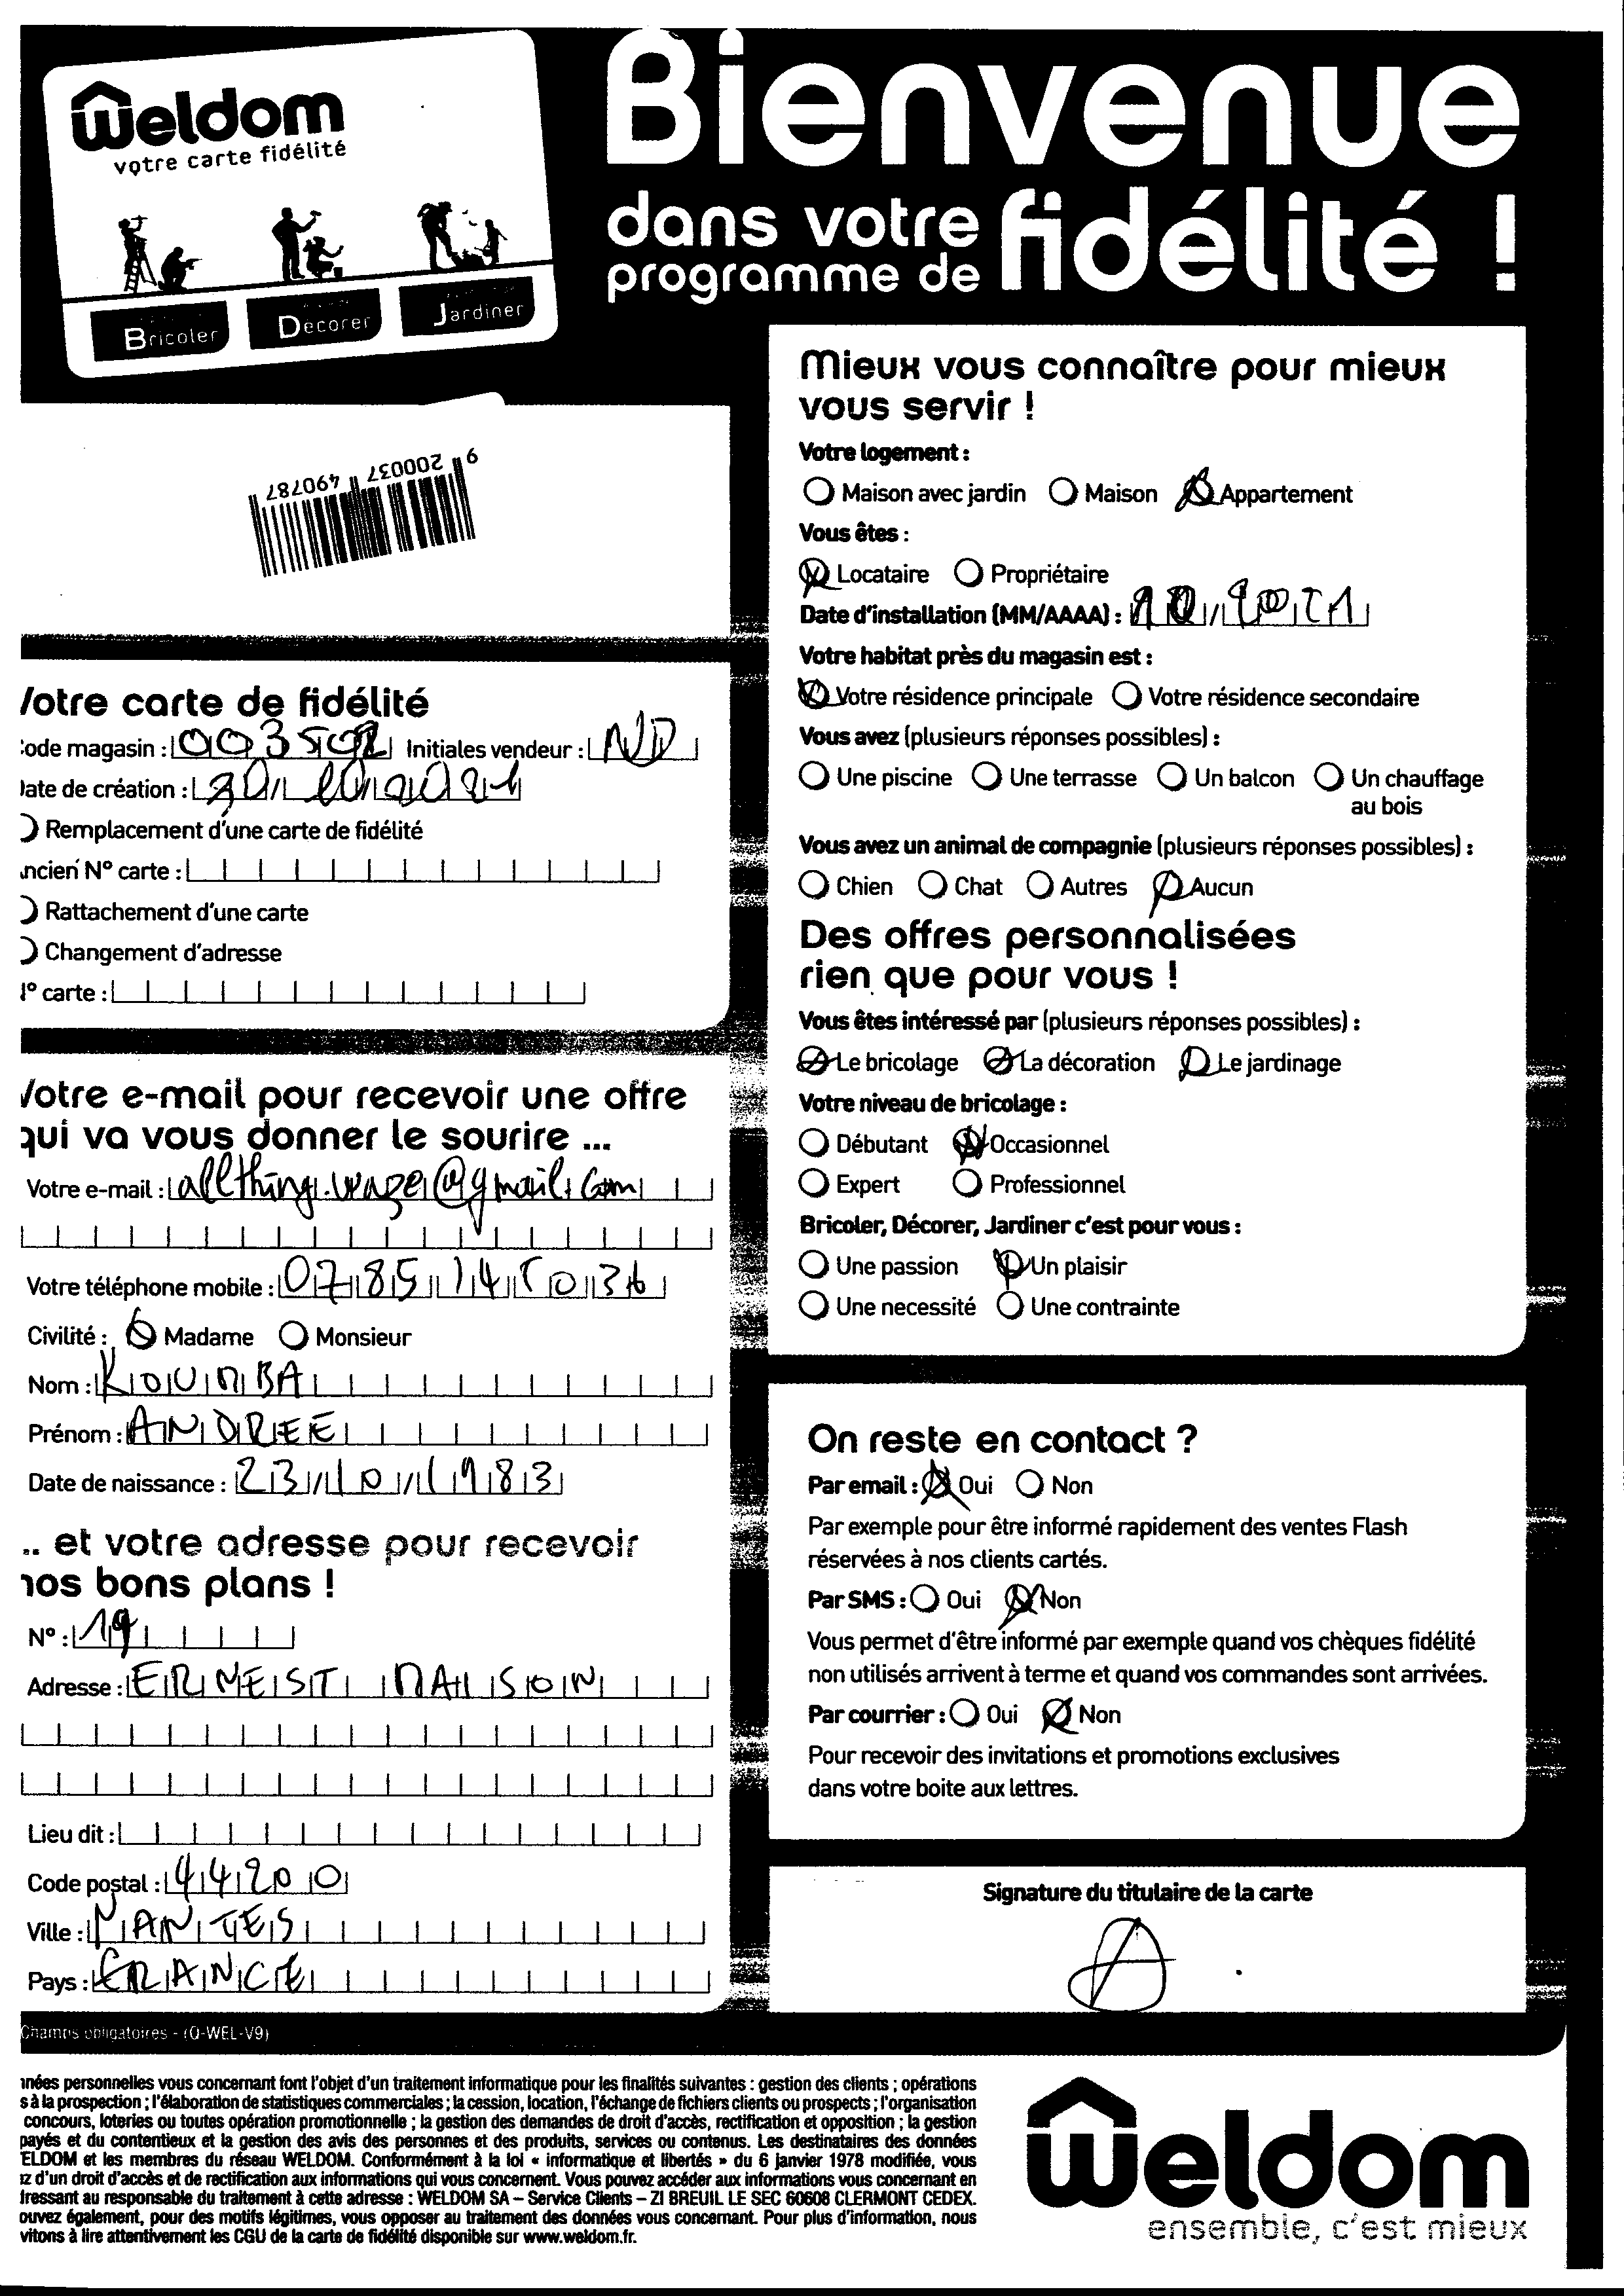 Weldom
votre carte fidélité
Bricoler
Décorer
Jardiner
Bienvenue
dans votre
programme de
fidélité !
9 200037 490787
Votre carte de fidélité
Code magasin : Initiales vendeur : ND
Date de création :
Remplacement d'une carte de fidélité
Ancien N° carte :
Rattachement d'une carte
Changement d'adresse
N° carte :
Votre e-mail pour recevoir une offre
qui va vous donner le sourire ...
Votre e-mail : @gmail.com
Votre téléphone mobile : 07 85 14 50 36
Civilité : Madame Monsieur
Nom : KOUMBA
Prénom : ANDREE
Date de naissance : 23/10/1983
... et votre adresse pour recevoir
nos bons plans !
N° : 19
Adresse : ERNEST MAISON
Lieu dit :
Code postal : 44200
Ville : NANTES
Pays : FRANCE
Champs obligatoires - (O-WEL-V9)
Mieux vous connaître pour mieux
vous servir !
Votre logement :
Maison avec jardin Maison Appartement
Vous êtes :
Locataire Propriétaire
Date d'installation (MM/AAAA) :
Votre habitat près du magasin est :
Votre résidence principale Votre résidence secondaire
Vous avez (plusieurs réponses possibles) :
Une piscine Une terrasse Un balcon Un chauffage
au bois
Vous avez un animal de compagnie (plusieurs réponses possibles) :
Chien Chat Autres Aucun
Des offres personnalisées
rien que pour vous !
Vous êtes intéressé par (plusieurs réponses possibles) :
Le bricolage La décoration Le jardinage
Votre niveau de bricolage :
Débutant Occasionnel
Expert Professionnel
Bricoler, Décorer, Jardiner c'est pour vous :
Une passion Un plaisir
Une necessité Une contrainte
On reste en contact ?
Par email : Oui Non
Par exemple pour être informé rapidement des ventes Flash
réservées à nos clients cartés.
Par SMS : Oui Non
Vous permet d'être informé par exemple quand vos chèques fidélité
non utilisés arrivent à terme et quand vos commandes sont arrivées.
Par courrier : Oui Non
Pour recevoir des invitations et promotions exclusives
dans votre boite aux lettres.
Signature du titulaire de la carte
nnées personnelles vous concernant font l'objet d'un traitement informatique pour les finalités suivantes : gestion des clients ; opérations
s à la prospection ; l'élaboration de statistiques commerciales ; la cession, location, l'échange de fichiers clients ou prospects ; l'organisation
concours, loteries ou toutes opération promotionnelle ; la gestion des demandes de droit d'accès, rectification et opposition ; la gestion
payés et du contentieux et la gestion des avis des personnes et des produits, services ou contenus. Les destinataires des données
ELDOM et les membres du réseau WELDOM. Conformément à la loi « informatique et libertés » du 6 janvier 1978 modifiée, vous
ez d'un droit d'accès et de rectification aux informations qui vous concernent. Vous pouvez accéder aux informations vous concernant en
dressant au responsable du traitement à cette adresse : WELDOM SA – Service Clients – ZI BREUIL LE SEC 60608 CLERMONT CEDEX.
ouvez également, pour des motifs légitimes, vous opposer au traitement des données vous concernant. Pour plus d'information, nous
vitons à lire attentivement les CGU de la carte de fidélité disponible sur www.weldom.fr.
Weldom
ensemble, c'est mieux